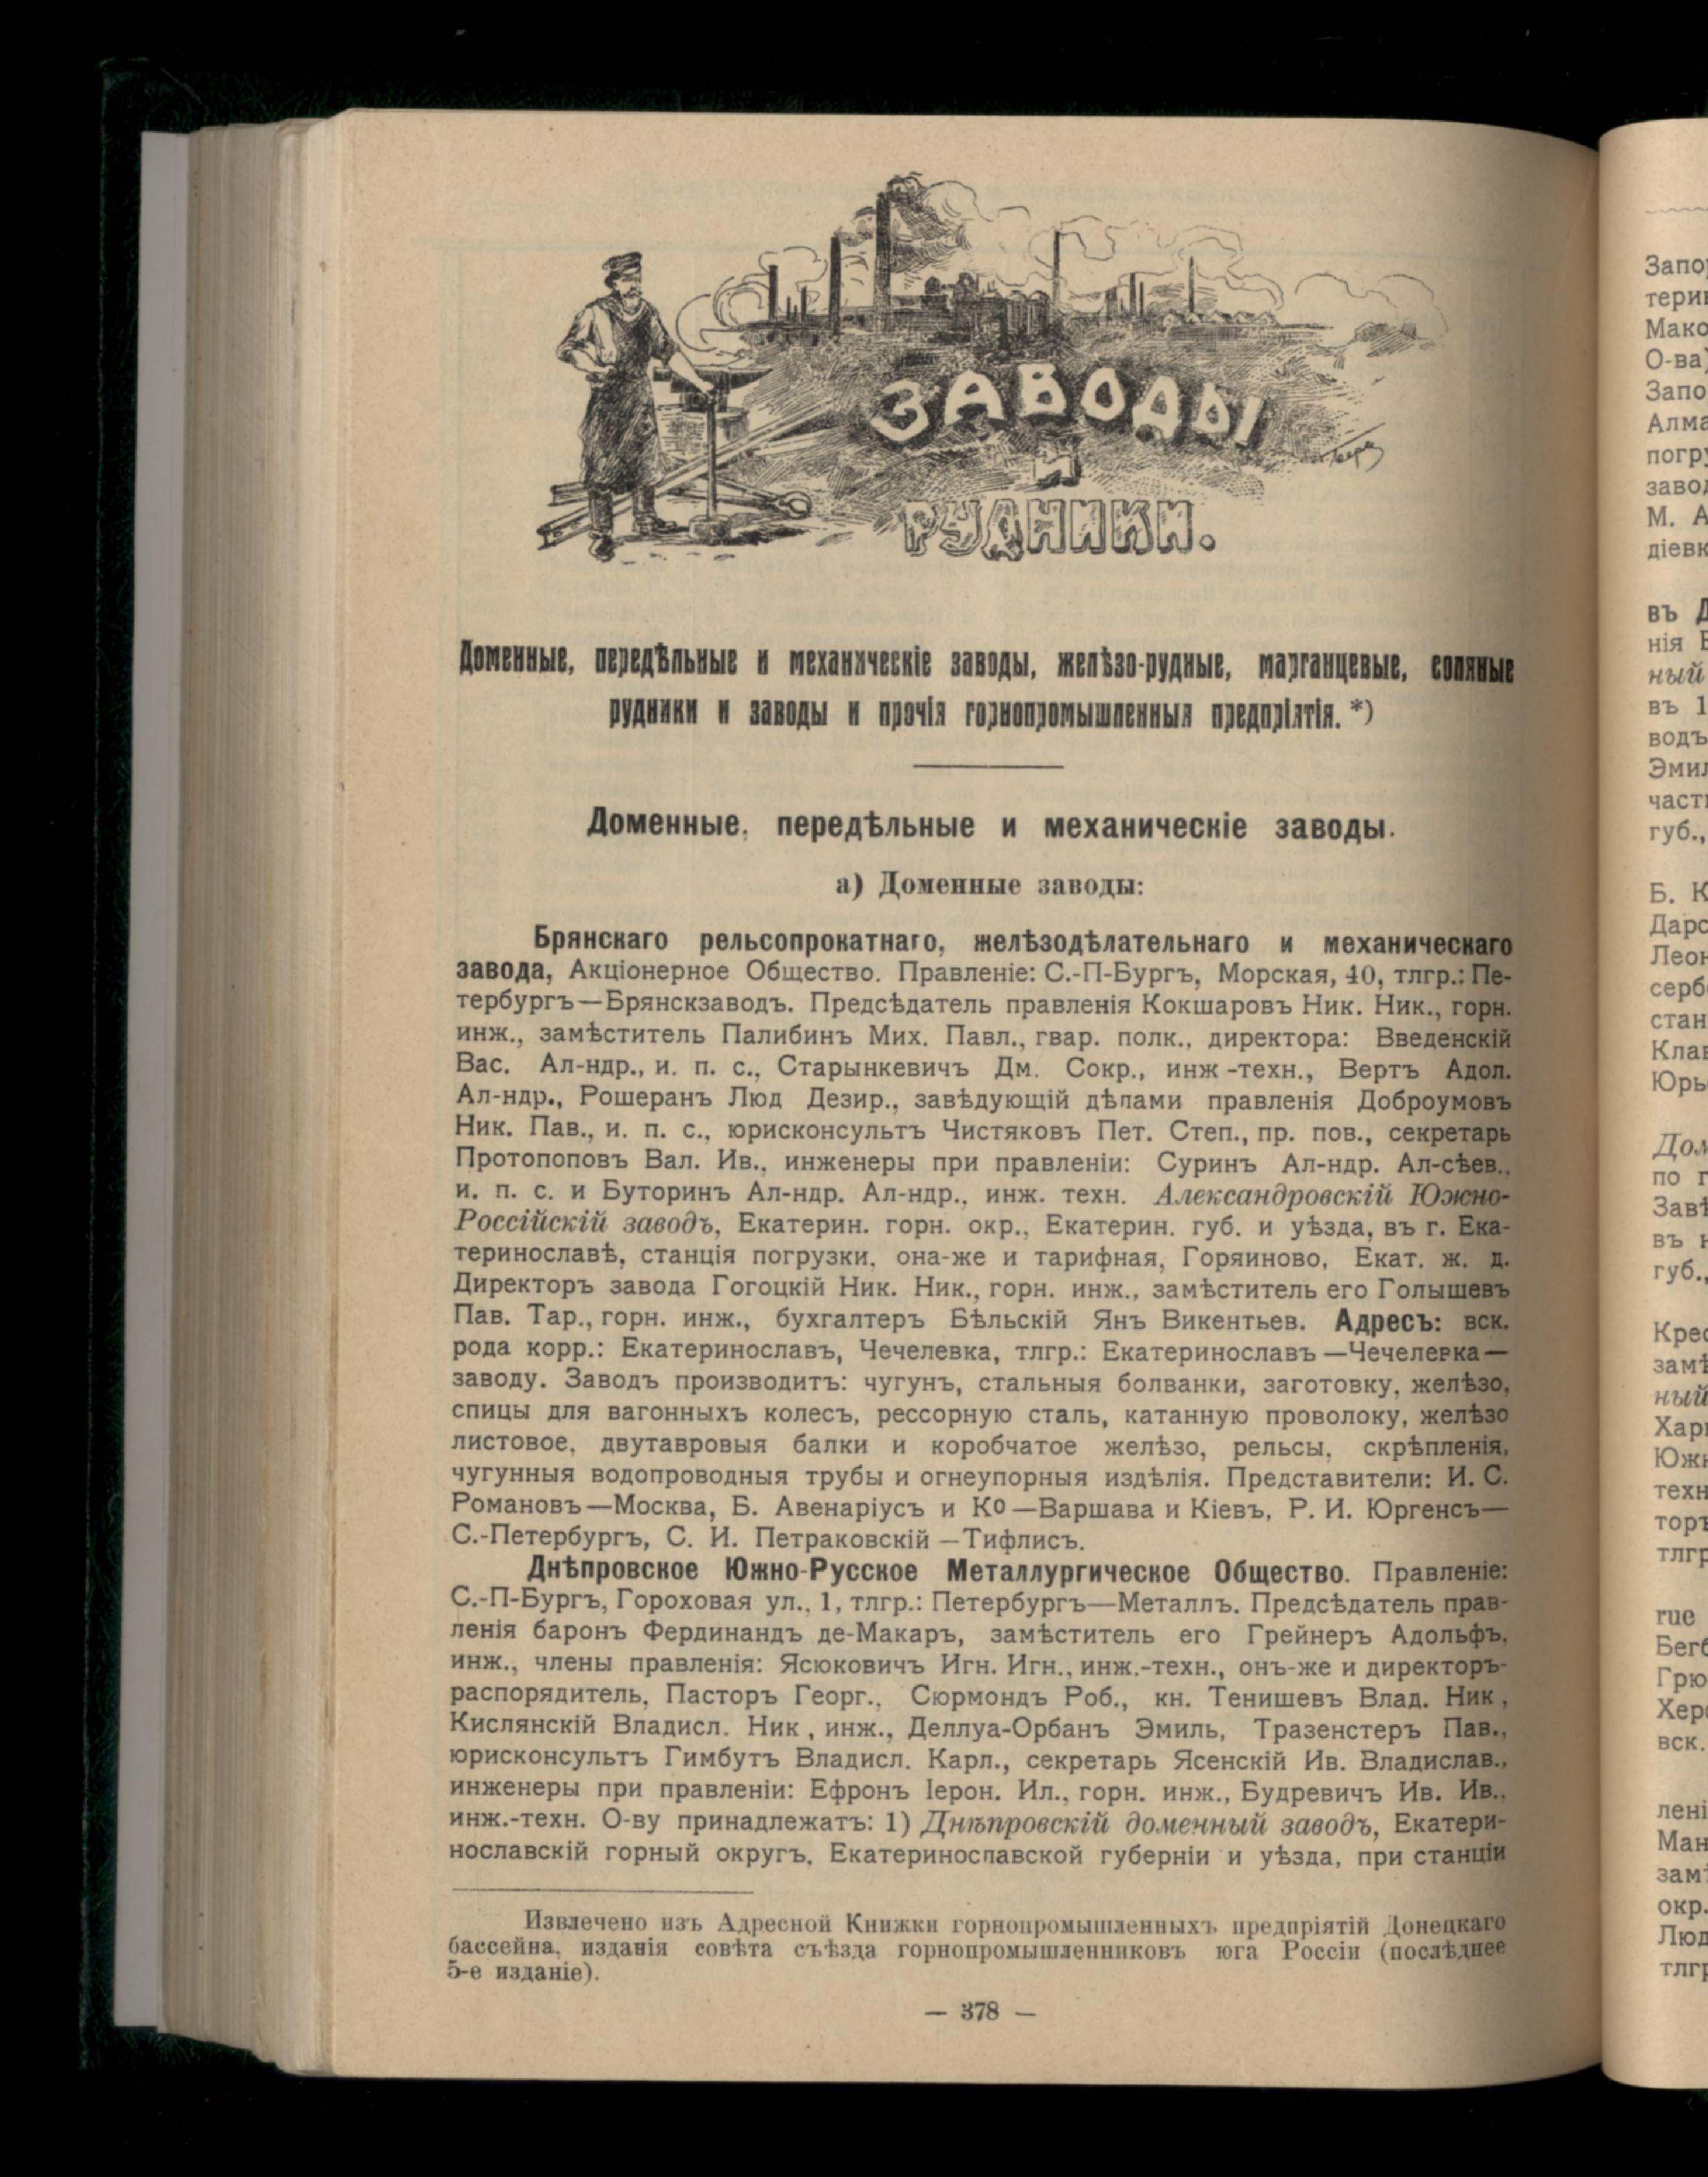 ЗАВОДЫ
И
РУДНИКИ.
Доменные, передѣльные и механическіе заводы, желѣзо-рудные, марганцевые, соляные
рудники и заводы и прочія горнопромышленныя предпріятія. *)
Доменные, передѣльные и механическіе заводы.
а) Доменные заводы:
Брянскаго рельсопрокатнаго, желѣзодѣлательнаго и механическаго
завода, Акціонерное Общество. Правленіе: С.-П-Бургъ, Морская, 40, тлгр.: Пе-
тербургъ—Брянскзаводъ. Предсѣдатель правленія Кокшаровъ Ник. Ник., горн.
инж., замѣститель Палибинъ Мих. Павл., гвар. полк., директора: Введенскій
Вас. Ал-ндр., и. п. с., Старынкевичъ Дм. Сокр., инж-техн., Вертъ Адол.
Ал-ндр., Рошеранъ Люд Дезир., завѣдующій дѣлами правленія Доброумовъ
Ник. Пав., и. п. с., юрисконсультъ Чистяковъ Пет. Степ., пр. пов., секретарь
Протопоповъ Вал. Ив., инженеры при правленіи: Суринъ Ал-ндр. Ал-сѣев.,
и. п. с. и Буторинъ Ал-ндр. Ал-ндр., инж. техн. Александровскій Южно-
Россійскій заводъ, Екатерин. горн. окр., Екатерин. губ. и уѣзда, въ г. Ека-
теринославѣ, станція погрузки, она-же и тарифная, Горяиново, Екат. ж. д.
Директоръ завода Гогоцкій Ник. Ник., горн. инж., замѣститель его Голышевъ
Пав. Тар., горн. инж., бухгалтеръ Бѣльскій Янъ Викентьев. Адресъ: вск.
рода корр.: Екатеринославъ, Чечелевка, тлгр.: Екатеринославъ—Чечелевка—
заводу. Заводъ производитъ: чугунъ, стальныя болванки, заготовку, желѣзо,
спицы для вагонныхъ колесъ, рессорную сталь, катанную проволоку, желѣзо
листовое, двутавровыя балки и коробчатое желѣзо, рельсы, скрѣпленія,
чугунныя водопроводныя трубы и огнеупорныя издѣлія. Представители: И. С.
Романовъ—Москва, Б. Авенаріусъ и Ко—Варшава и Кіевъ, Р. И. Юргенсъ—
С.-Петербургъ, С. И. Петраковскій—Тифлисъ.
Днѣпровское Южно-Русское Металлургическое Общество. Правленіе:
С.-П-Бургъ, Гороховая ул., 1, тлгр.: Петербургъ—Металлъ. Предсѣдатель прав-
ленія баронъ Фердинандъ де-Макаръ, замѣститель его Грейнеръ Адольфъ,
инж., члены правленія: Ясюковичъ Игн. Игн., инж.-техн., онъ-же и директоръ-
распорядитель, Пасторъ Георг., Сюрмондъ Роб., кн. Тенишевъ Влад. Ник,
Кислянскій Владисл. Ник, инж., Деллуа-Орбанъ Эмиль, Тразенстеръ Пав.,
юрисконсультъ Гимбутъ Владисл. Карл., секретарь Ясенскій Ив. Владислав.,
инженеры при правленіи: Ефронъ Іерон. Ил., горн. инж., Будревичъ Ив. Ив.,
инж.-техн. О-ву принадлежатъ: 1) Днѣпровскій доменный заводъ, Екатери-
нославскій горный округъ, Екатеринославской губерніи и уѣзда, при станціи
Извлечено изъ Адресной Книжки горнопромышленныхъ предпріятій Донецкаго
бассейна, изданія совѣта съѣзда горнопромышленниковъ юга Россіи (послѣднее
5-е изданіе).
— 378 —